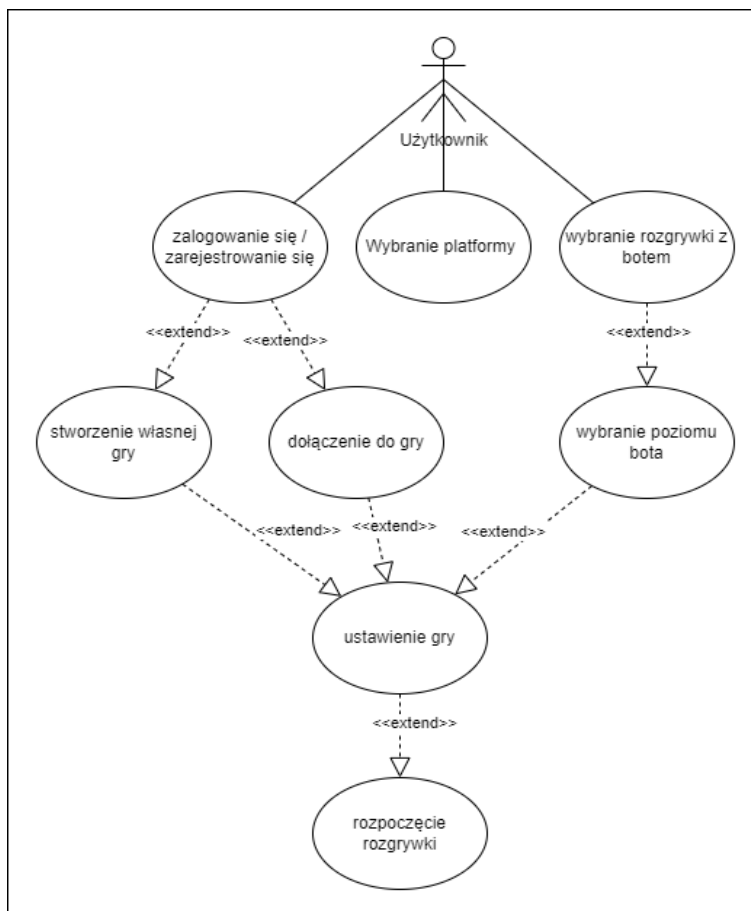 Użytkownik
zalogowanie się /
zarejestrowanie się
Wybranie platformy
wybranie rozgrywki z
botem
<<extend>>
<<extend>>
<<extend>>
stworzenie własnej
gry
dołączenie do gry
wybranie poziomu
bota
<<extend>>
<<extend>>
<<extend>>
ustawienie gry
<<extend>>
rozpoczęcie
rozgrywki